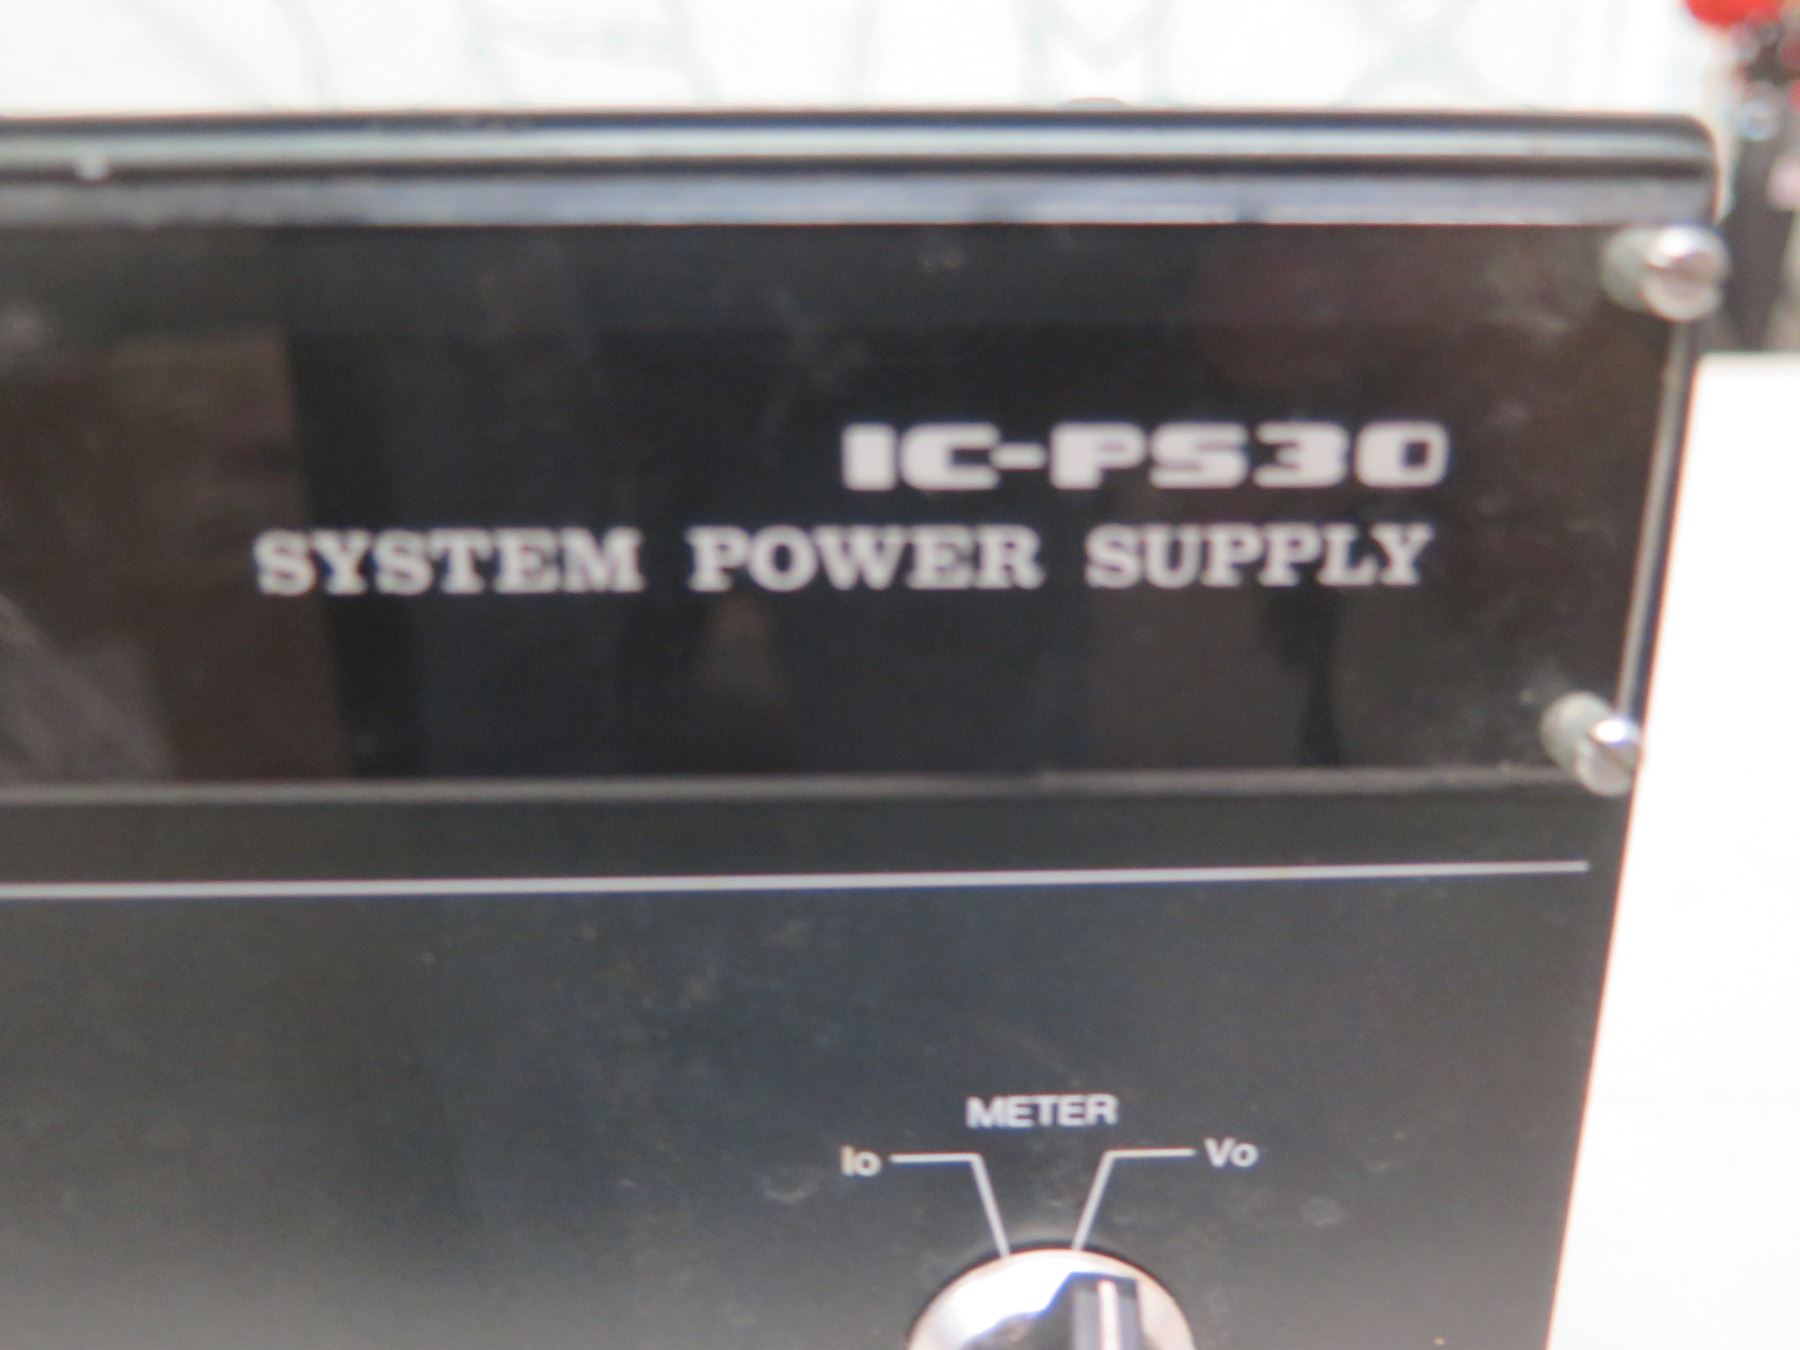 IC-PS30
SYSTEM POWER SUPPLY
METER
Io
Vo